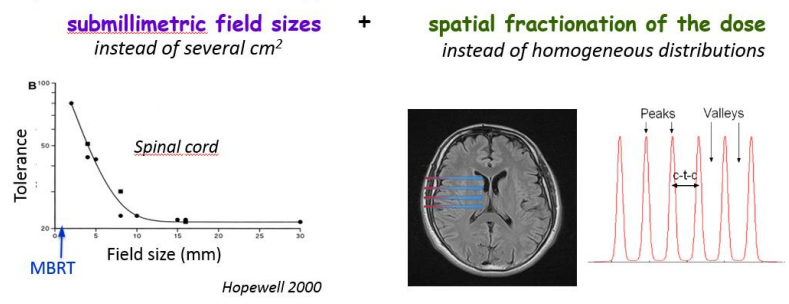 submillimetric field sizes + spatial fractionation of the dose
instead of several cm2 instead of homogeneous distributions
B
100
50
20
Tolerance
Spinal cord
5 10 15 20 25 30
Field size (mm)
MBRT
Hopewell 2000
Peaks Valleys
c-t-c